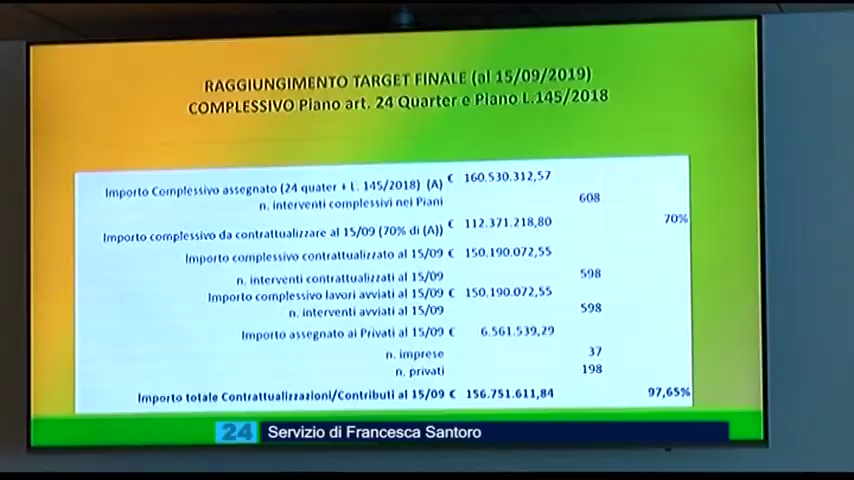 RAGGIUNGIMENTO TARGET FINALE (al 15/09/2019)
COMPLESSIVO Piano art. 24 Quarter e Piano L.145/2018
Importo Complessivo assegnato (24 quater + L. 145/2018) (A) € 160.530.312,57
n. interventi complessivi nei Piani 608
Importo complessivo da contrattualizzare al 15/09 (70% di (A)) € 112.371.218,80 70%
Importo complessivo contrattualizzato al 15/09 € 150.190.072,55
n. interventi contrattualizzati al 15/09 598
Importo complessivo lavori avviati al 15/09 € 150.190.072,55
n. interventi avviati al 15/09 598
Importo assegnato ai Privati al 15/09 € 6.561.539,29
n. imprese 37
n. privati 198
Importo totale Contrattualizzazioni/Contributi al 15/09 € 156.751.611,84 97,65%
24 Servizio di Francesca Santoro